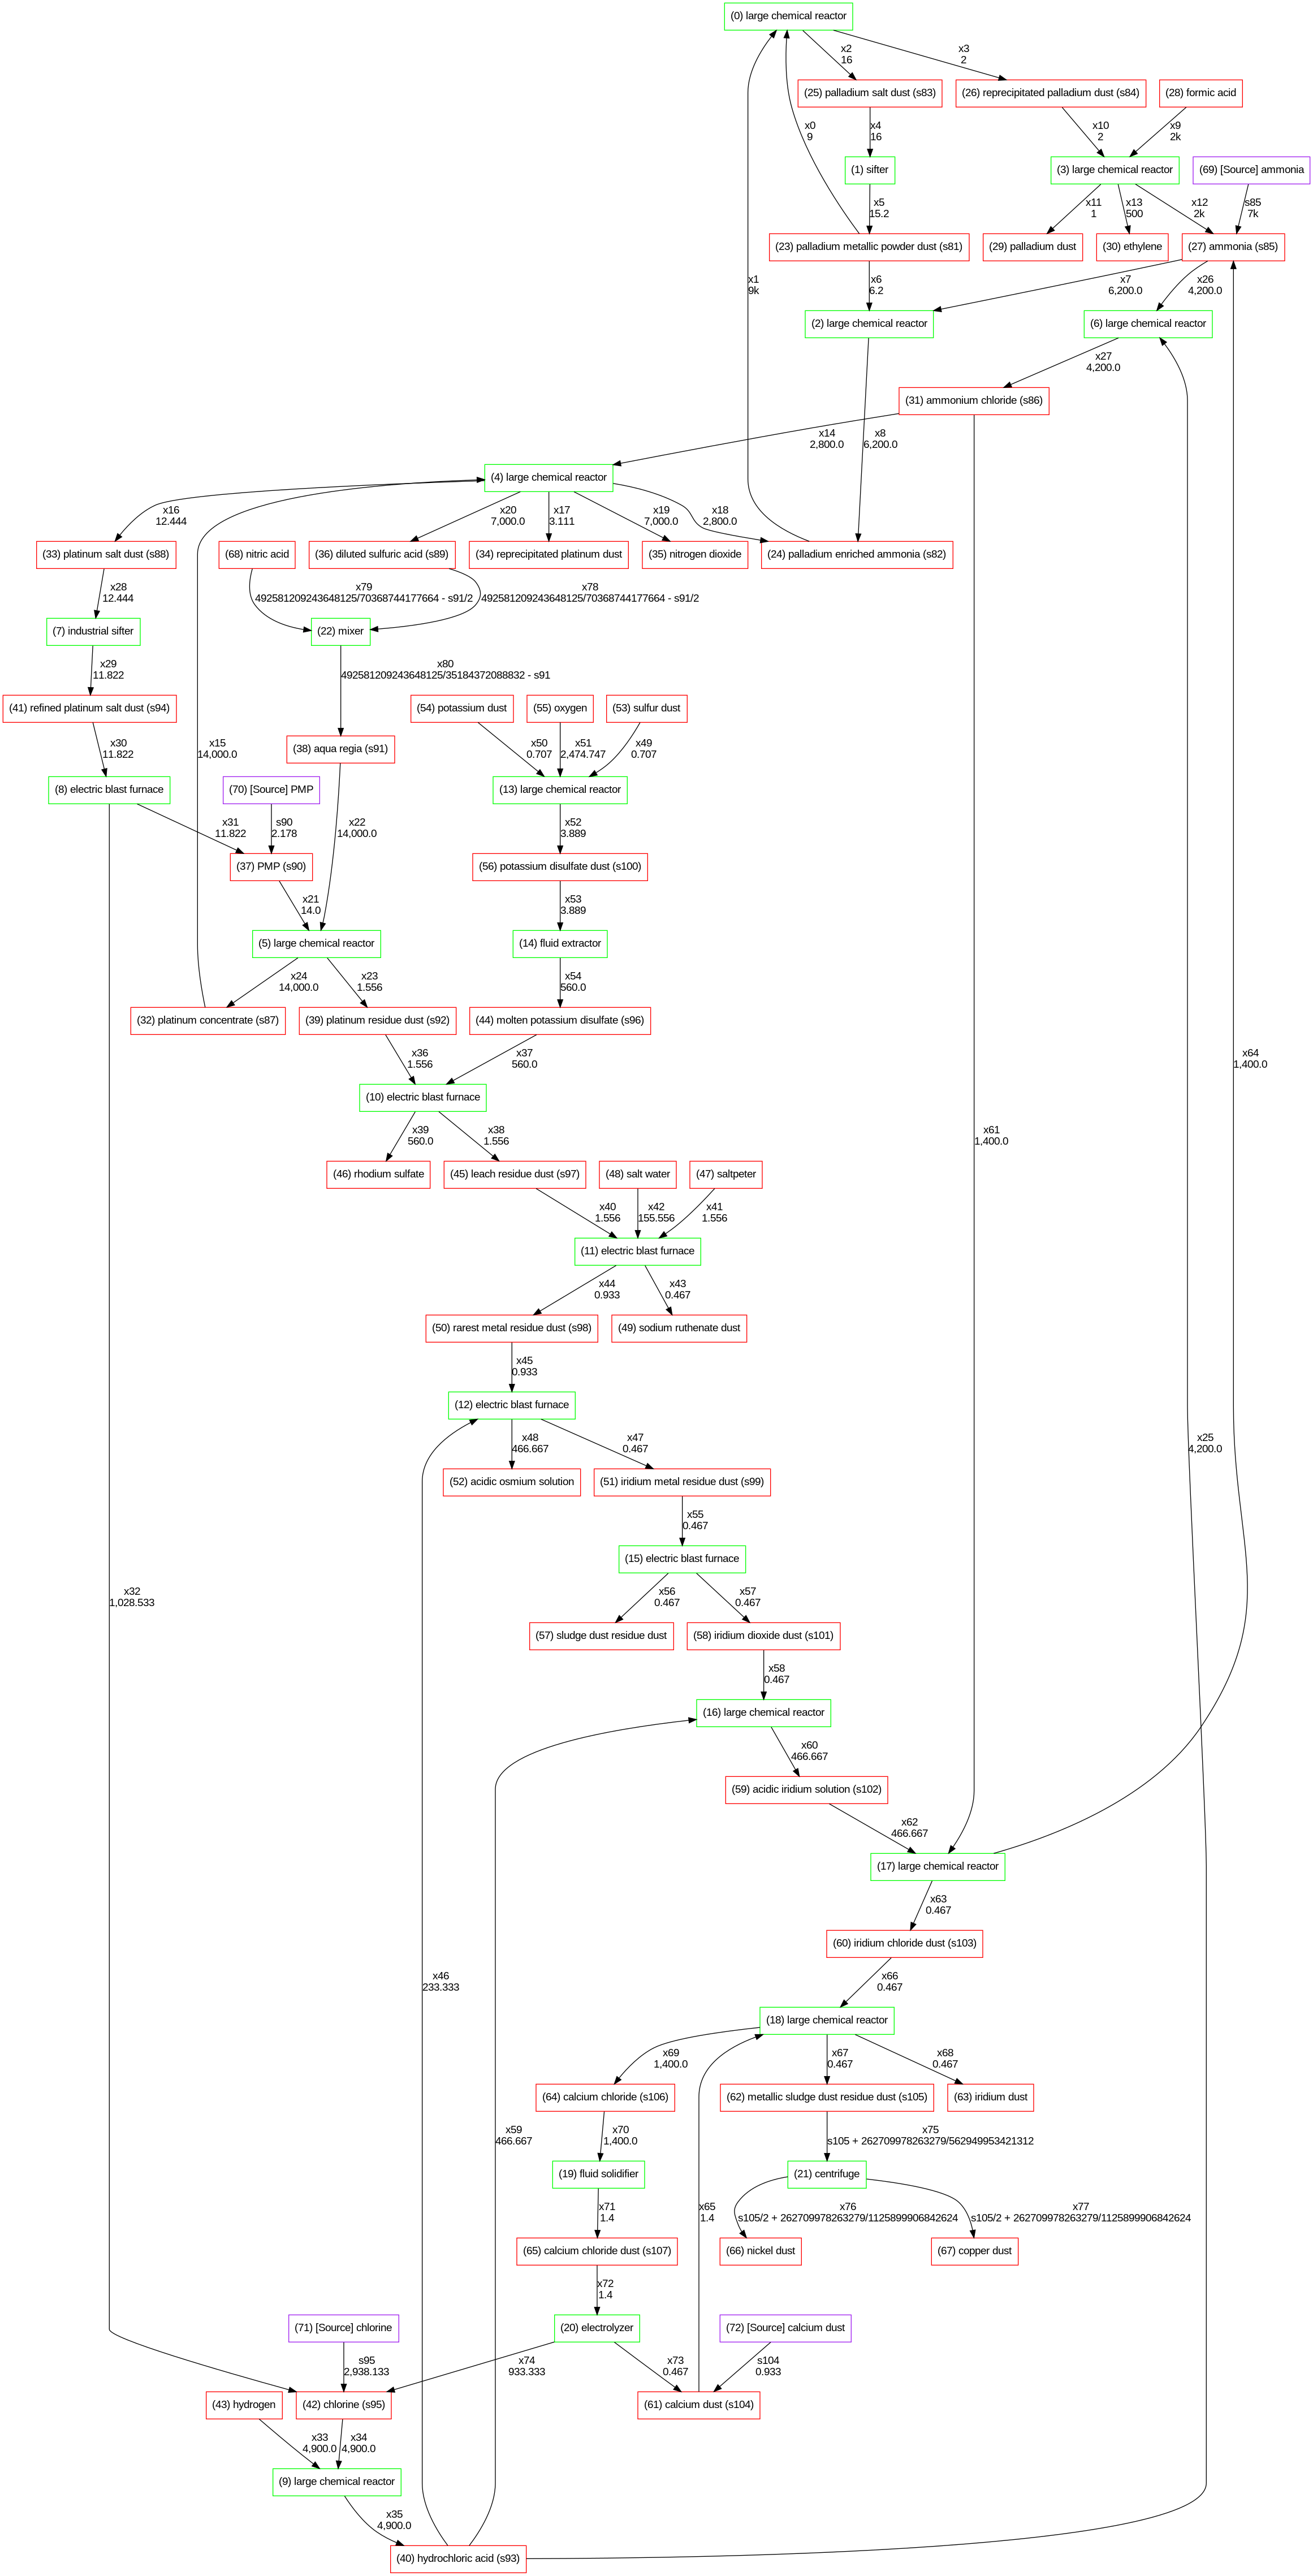 (0) large chemical reactor
x2
16
x3
2
(25) palladium salt dust (s83)
(26) reprecipitated palladium dust (s84)
(28) formic acid
x0
9
x4
16
x10
2
x9
2k
(1) sifter
(3) large chemical reactor
(69) [Source] ammonia
x5
15.2
x11
1
x13
500
x12
2k
s85
7k
(23) palladium metallic powder dust (s81)
(29) palladium dust
(30) ethylene
(27) ammonia (s85)
x1
9k
x6
6.2
x7
6,200.0
x26
4,200.0
(2) large chemical reactor
(6) large chemical reactor
x27
4,200.0
(31) ammonium chloride (s86)
x14
2,800.0
x8
6,200.0
(4) large chemical reactor
x16
12.444
x20
7,000.0
x17
3.111
x19
7,000.0
x18
2,800.0
(33) platinum salt dust (s88)
(68) nitric acid
(36) diluted sulfuric acid (s89)
(34) reprecipitated platinum dust
(35) nitrogen dioxide
(24) palladium enriched ammonia (s82)
x28
12.444
x79
492581209243648125/70368744177664 - s91/2
x78
492581209243648125/70368744177664 - s91/2
(7) industrial sifter
(22) mixer
x29
11.822
x80
492581209243648125/35184372088832 - s91
(41) refined platinum salt dust (s94)
(54) potassium dust
(55) oxygen
(53) sulfur dust
(38) aqua regia (s91)
x30
11.822
x15
14,000.0
x50
0.707
x51
2,474.747
x49
0.707
(8) electric blast furnace
(70) [Source] PMP
(13) large chemical reactor
x31
11.822
s90
2.178
x22
14,000.0
x52
3.889
(37) PMP (s90)
(56) potassium disulfate dust (s100)
x21
14.0
x53
3.889
(5) large chemical reactor
(14) fluid extractor
x24
14,000.0
x23
1.556
x54
560.0
(32) platinum concentrate (s87)
(39) platinum residue dust (s92)
(44) molten potassium disulfate (s96)
x36
1.556
x37
560.0
x64
1,400.0
(10) electric blast furnace
x39
560.0
x38
1.556
x61
1,400.0
(46) rhodium sulfate
(45) leach residue dust (s97)
(48) salt water
(47) saltpeter
x40
1.556
x42
155.556
x41
1.556
(11) electric blast furnace
x44
0.933
x43
0.467
(50) rarest metal residue dust (s98)
(49) sodium ruthenate dust
x45
0.933
(12) electric blast furnace
x48
466.667
x47
0.467
x25
4,200.0
(52) acidic osmium solution
(51) iridium metal residue dust (s99)
x55
0.467
(15) electric blast furnace
x32
1,028.533
x56
0.467
x57
0.467
(57) sludge dust residue dust
(58) iridium dioxide dust (s101)
x58
0.467
(16) large chemical reactor
x60
466.667
(59) acidic iridium solution (s102)
x62
466.667
(17) large chemical reactor
x63
0.467
(60) iridium chloride dust (s103)
x46
233.333
x66
0.467
(18) large chemical reactor
x69
1,400.0
x67
0.467
x68
0.467
(64) calcium chloride (s106)
(62) metallic sludge dust residue dust (s105)
(63) iridium dust
x59
466.667
x70
1,400.0
x75
s105 + 262709978263279/562949953421312
(19) fluid solidifier
(21) centrifuge
x71
1.4
x65
1.4
x76
s105/2 + 262709978263279/1125899906842624
x77
s105/2 + 262709978263279/1125899906842624
(65) calcium chloride dust (s107)
(66) nickel dust
(67) copper dust
x72
1.4
(71) [Source] chlorine
(20) electrolyzer
(72) [Source] calcium dust
s95
2,938.133
x74
933.333
x73
0.467
s104
0.933
(43) hydrogen
(42) chlorine (s95)
(61) calcium dust (s104)
x33
4,900.0
x34
4,900.0
(9) large chemical reactor
x35
4,900.0
(40) hydrochloric acid (s93)